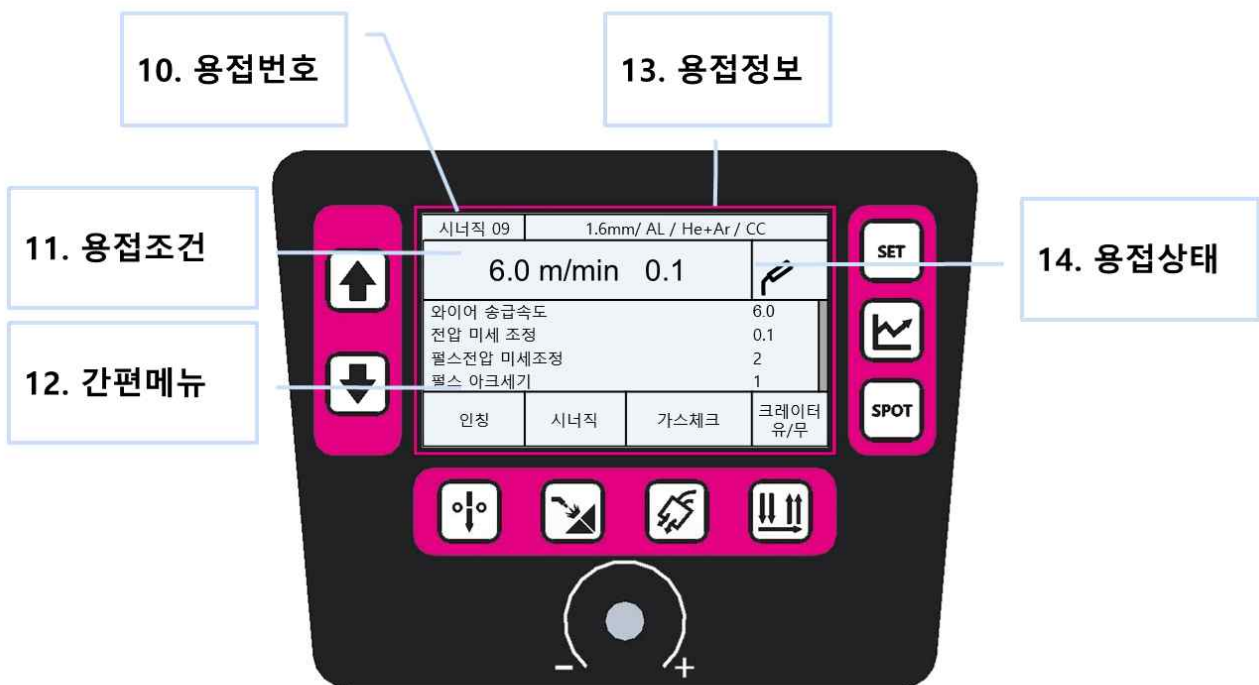 10. 용접번호
13. 용접정보
11. 용접조건
12. 간편메뉴
14. 용접상태
시너직 09
1.6mm/ AL / He+Ar / CC
6.0 m/min 0.1
와이어 송급속도 6.0
전압 미세 조정 0.1
펄스전압 미세조정 2
펄스 아크세기 1
인칭 시너직 가스체크 크레이터
유/무
SET
SPOT
- +